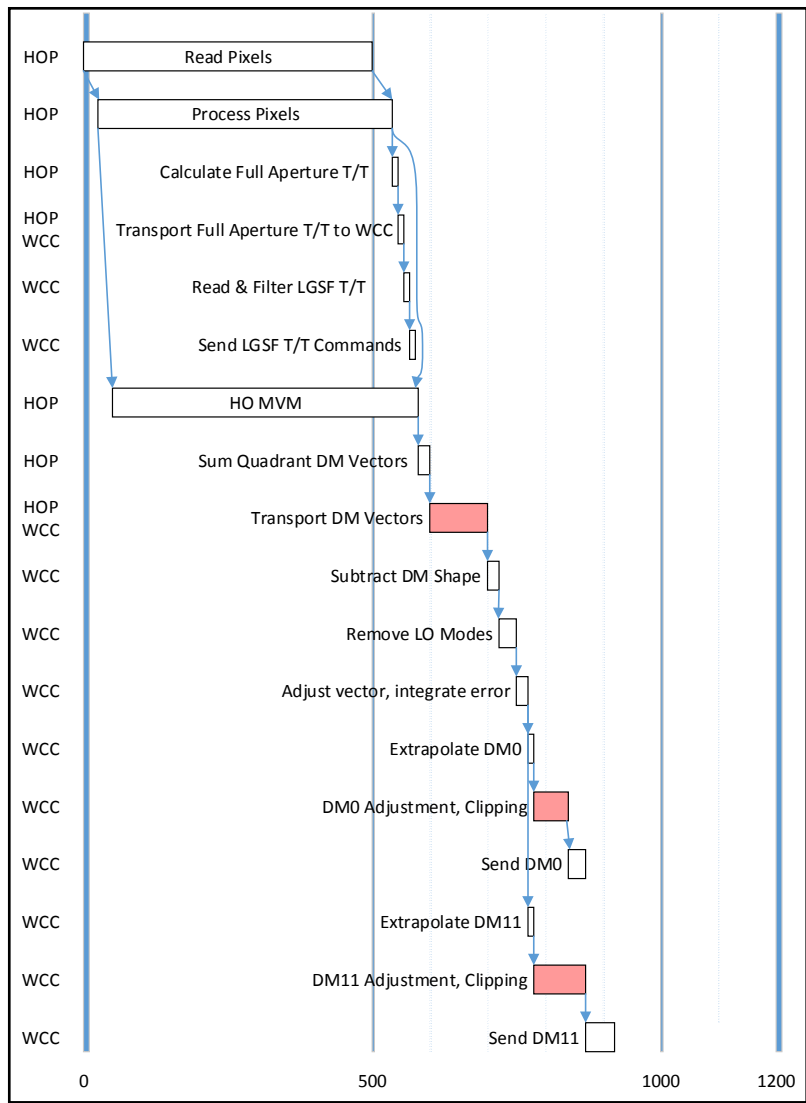 HOP Read Pixels
HOP Process Pixels
HOP Calculate Full Aperture T/T
HOP
WCC Transport Full Aperture T/T to WCC
WCC Read & Filter LGSF T/T
WCC Send LGSF T/T Commands
HOP HO MVM
HOP Sum Quadrant DM Vectors
HOP
WCC Transport DM Vectors
WCC Subtract DM Shape
WCC Remove LO Modes
WCC Adjust vector, integrate error
WCC Extrapolate DM0
WCC DM0 Adjustment, Clipping
WCC Send DM0
WCC Extrapolate DM11
WCC DM11 Adjustment, Clipping
WCC Send DM11
0 500 1000 1200